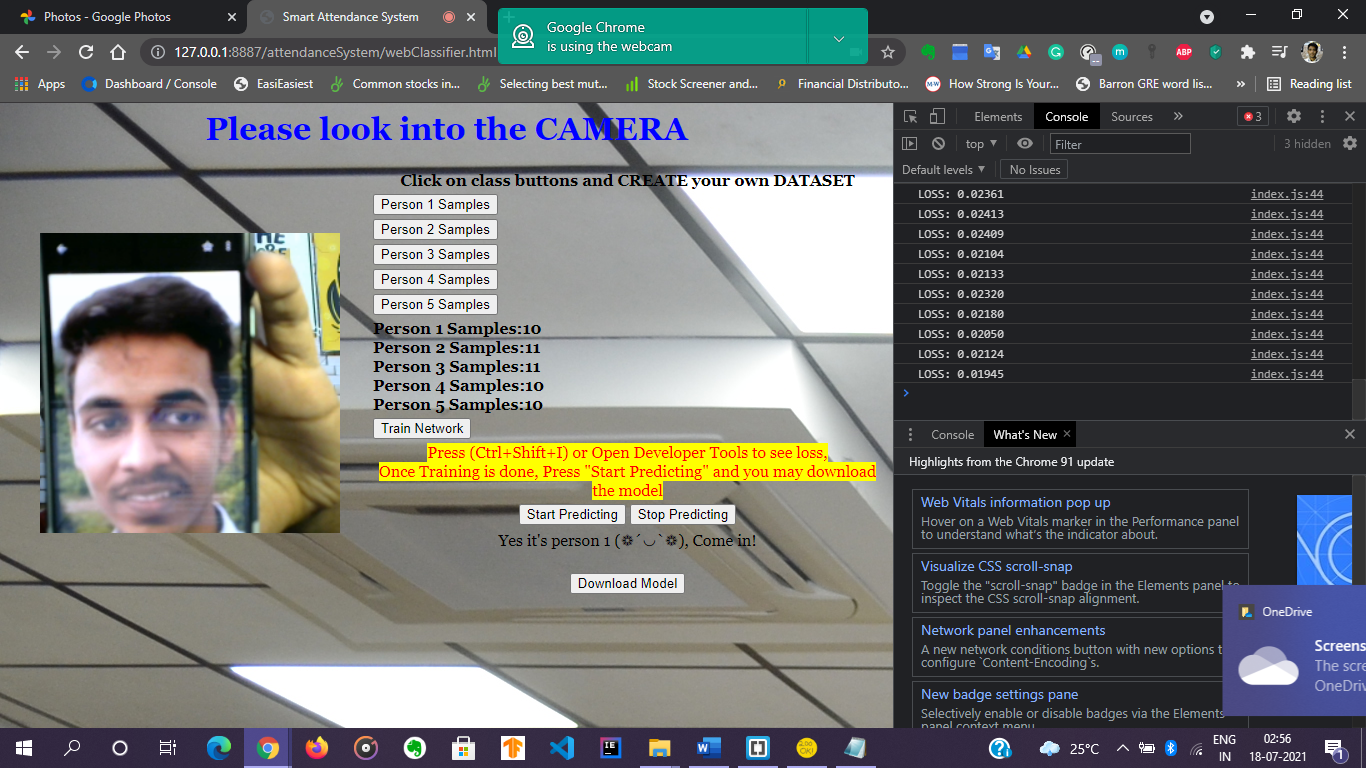 Photos - Google Photos
Smart Attendance System
Google Chrome
is using the webcam
127.0.0.1:8887/attendanceSystem/webClassifier.html
ABP
Apps
Dashboard / Console
EasiEasiest
Common stocks in...
Selecting best mut...
Stock Screener and...
Financial Distributo...
How Strong Is Your...
Barron GRE word lis...
»
Reading list
Please look into the CAMERA
Click on class buttons and CREATE your own DATASET
Person 1 Samples
Person 2 Samples
Person 3 Samples
Person 4 Samples
Person 5 Samples
Person 1 Samples:10
Person 2 Samples:11
Person 3 Samples:11
Person 4 Samples:10
Person 5 Samples:10
Train Network
Press (Ctrl+Shift+I) or Open Developer Tools to see loss,
Once Training is done, Press "Start Predicting" and you may download
the model
Start Predicting Stop Predicting
Yes it's person 1 (❁´◡`❁), Come in!
Download Model
Elements Console Sources » 3
top Filter 3 hidden
Default levels No Issues
LOSS: 0.02361 index.js:44
LOSS: 0.02413 index.js:44
LOSS: 0.02409 index.js:44
LOSS: 0.02104 index.js:44
LOSS: 0.02133 index.js:44
LOSS: 0.02320 index.js:44
LOSS: 0.02180 index.js:44
LOSS: 0.02050 index.js:44
LOSS: 0.02124 index.js:44
LOSS: 0.01945 index.js:44
Console What's New
Highlights from the Chrome 91 update
Web Vitals information pop up
Hover on a Web Vitals marker in the Performance panel
to understand what's the indicator about.
Visualize CSS scroll-snap
Toggle the "scroll-snap" badge in the Elements panel to
inspect the CSS scroll-snap alignment.
Network panel enhancements
A new network conditions button with new options t
configure `Content-Encoding`s.
New badge settings pane
Selectively enable or disable badges via the Elements
panel context menu
OneDrive
Screens
The scre
OneDriv
25°C
ENG
IN
02:56
18-07-2021
1